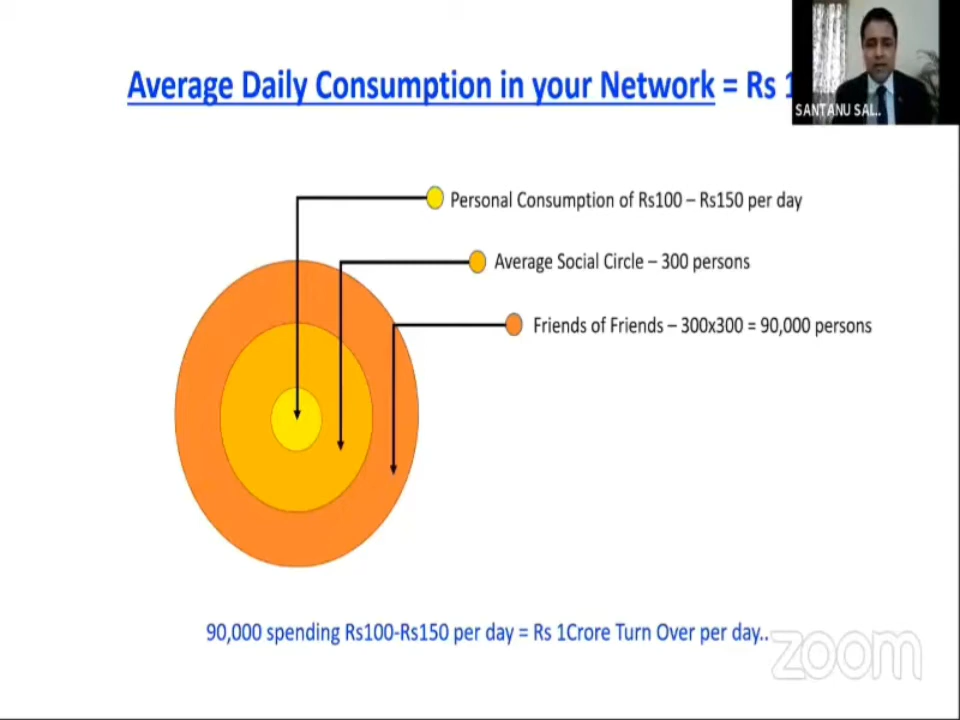 Average Daily Consumption in your Network = Rs 1
SANTANU SAL..
Personal Consumption of Rs100 – Rs150 per day
Average Social Circle – 300 persons
Friends of Friends – 300x300 = 90,000 persons
90,000 spending Rs100-Rs150 per day = Rs 1Crore Turn Over per day..
zoom